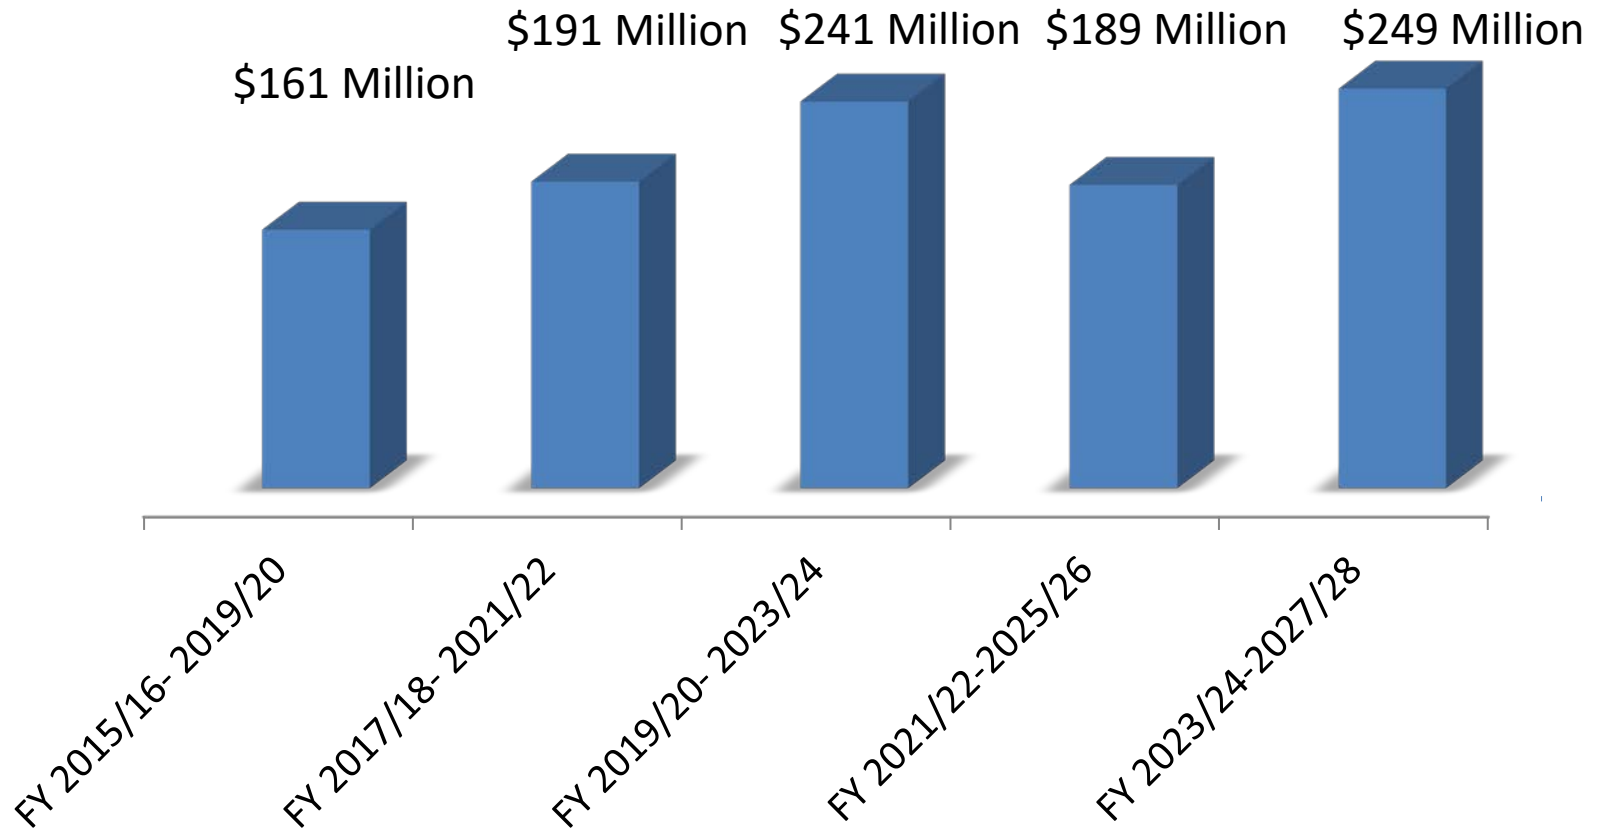 $161 Million
$191 Million
$241 Million
$189 Million
$249 Million
FY 2015/16- 2019/20
FY 2017/18- 2021/22
FY 2019/20- 2023/24
FY 2021/22-2025/26
FY 2023/24-2027/28